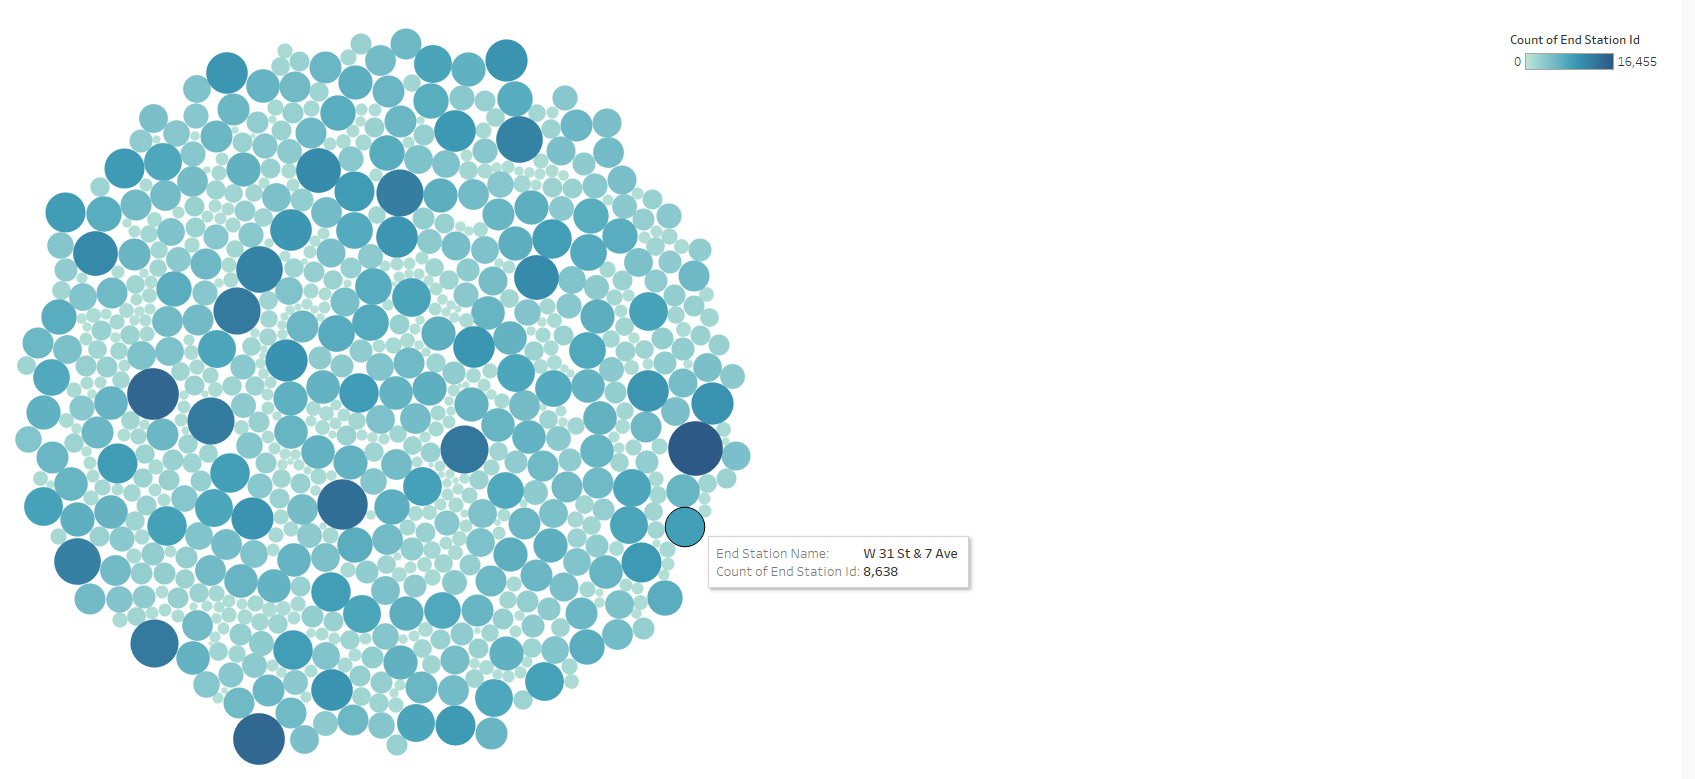 Count of End Station Id
0 16,455
End Station Name: W 31 St & 7 Ave
Count of End Station Id: 8,638